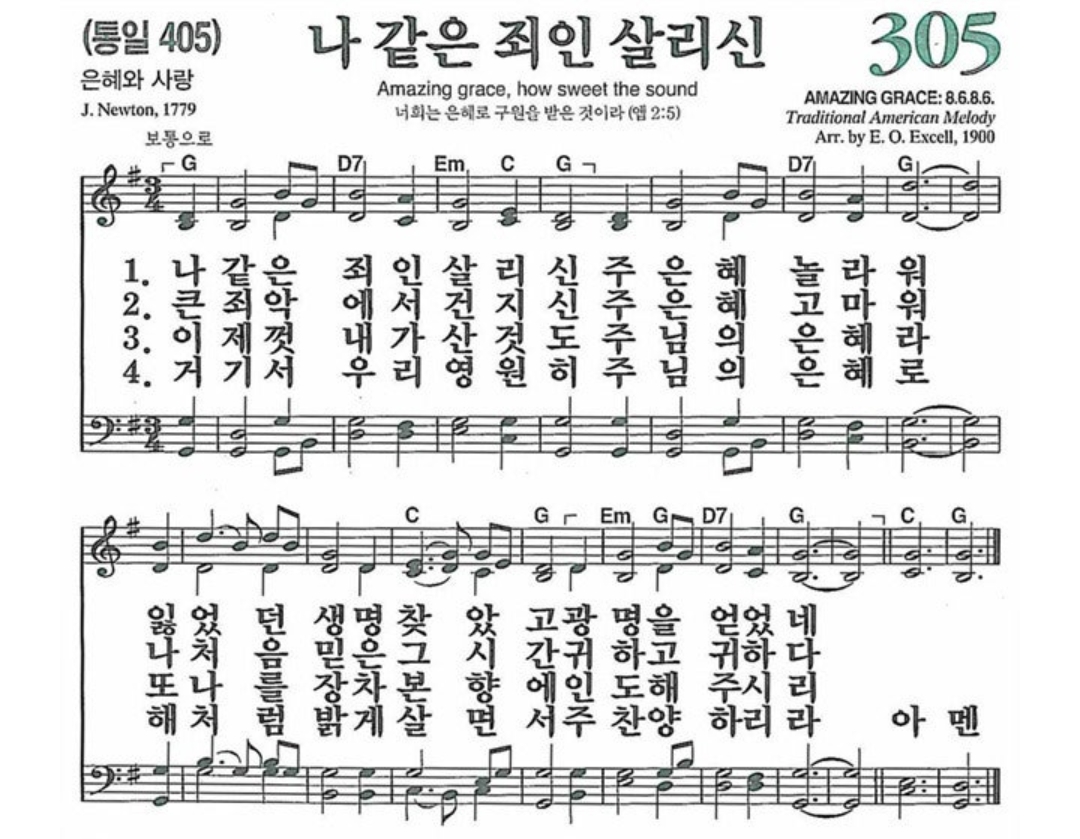 (통일 405) 나 같은 죄인 살리신 305
은혜와 사랑
Amazing grace, how sweet the sound
J. Newton, 1779
너희는 은혜로 구원을 받은 것이라 (엡 2:5)
AMAZING GRACE: 8.6.8.6.
Traditional American Melody
Arr. by E. O. Excell, 1900
보통으로
G D7 Em C G D7 G
3 4
1. 나 같 은 죄 인 살 리 신 주 은 혜 놀 라 워
2. 큰 죄 악 에 서 건 지 신 주 은 혜 고 마 워
3. 이 제 껏 내 가 산 것 도 주 님 의 은 혜 라
4. 거 기 서 우 리 영 원 히 주 님 의 은 혜 로
3 4
C G Em G D7 G C G
잃 었 던 생 명 찾 았 고 광 명 을 얻 었 네
나 처 음 믿 은 그 시 간 귀 하 고 귀 하 다
또 나 를 장 차 본 향 에 인 도 해 주 시 리
해 처 럼 밝 게 살 면 서 주 찬 양 하 리 라 아 멘